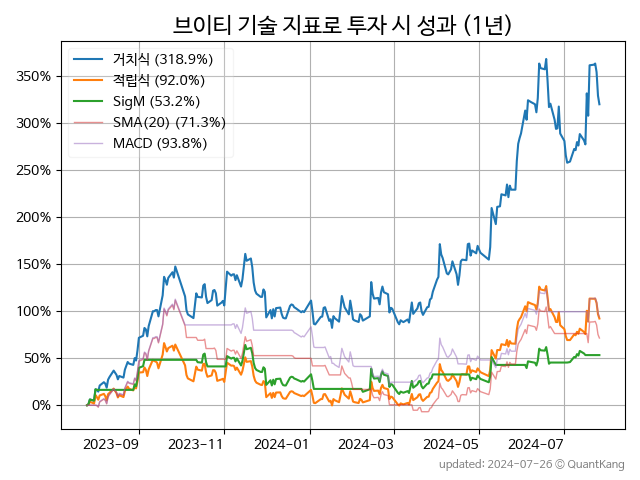 브이티 기술 지표로 투자 시 성과 (1년)
거치식 (318.9%)
적립식 (92.0%)
SigM (53.2%)
SMA(20) (71.3%)
MACD (93.8%)
350%
300%
250%
200%
150%
100%
50%
0%
2023-09 2023-11 2024-01 2024-03 2024-05 2024-07
updated: 2024-07-26 © QuantKang